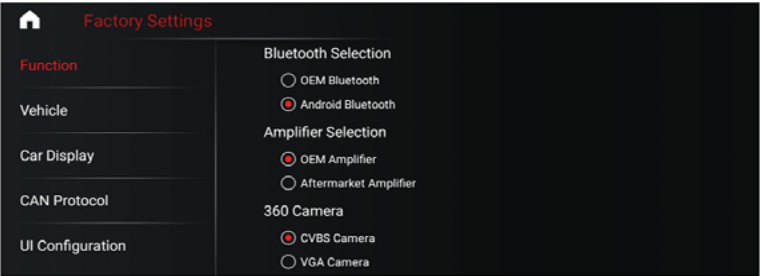 Factory Settings
Function
Vehicle
Car Display
CAN Protocol
UI Configuration
Bluetooth Selection
OEM Bluetooth
Android Bluetooth
Amplifier Selection
OEM Amplifier
Aftermarket Amplifier
360 Camera
CVBS Camera
VGA Camera